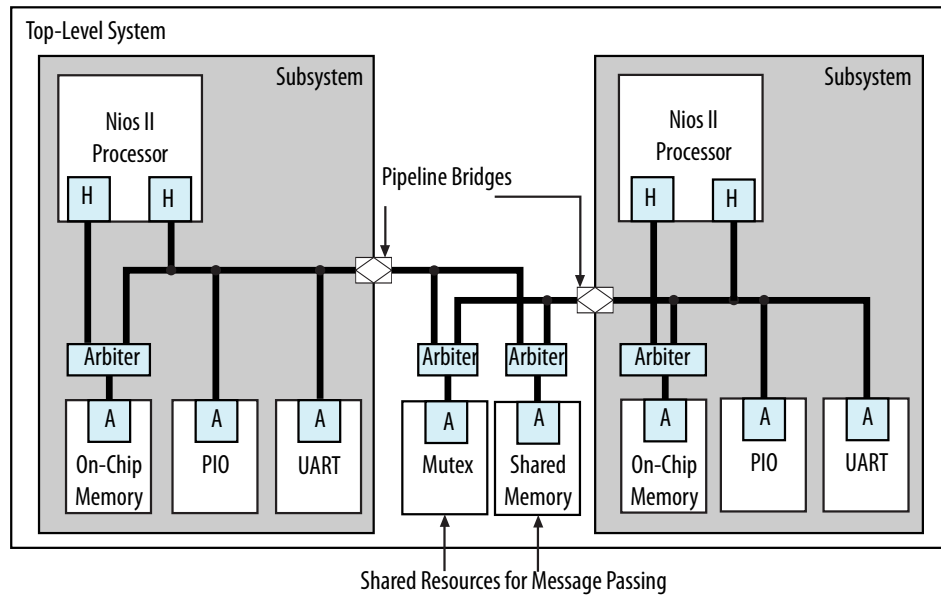 Top-Level System
Subsystem
Nios II
Processor
H
H
Arbiter
A
On-Chip
Memory
A
PIO
A
UART
Pipeline Bridges
Arbiter
Arbiter
A
Mutex
A
Shared
Memory
Subsystem
Nios II
Processor
H
H
Arbiter
A
On-Chip
Memory
A
PIO
A
UART
Shared Resources for Message Passing